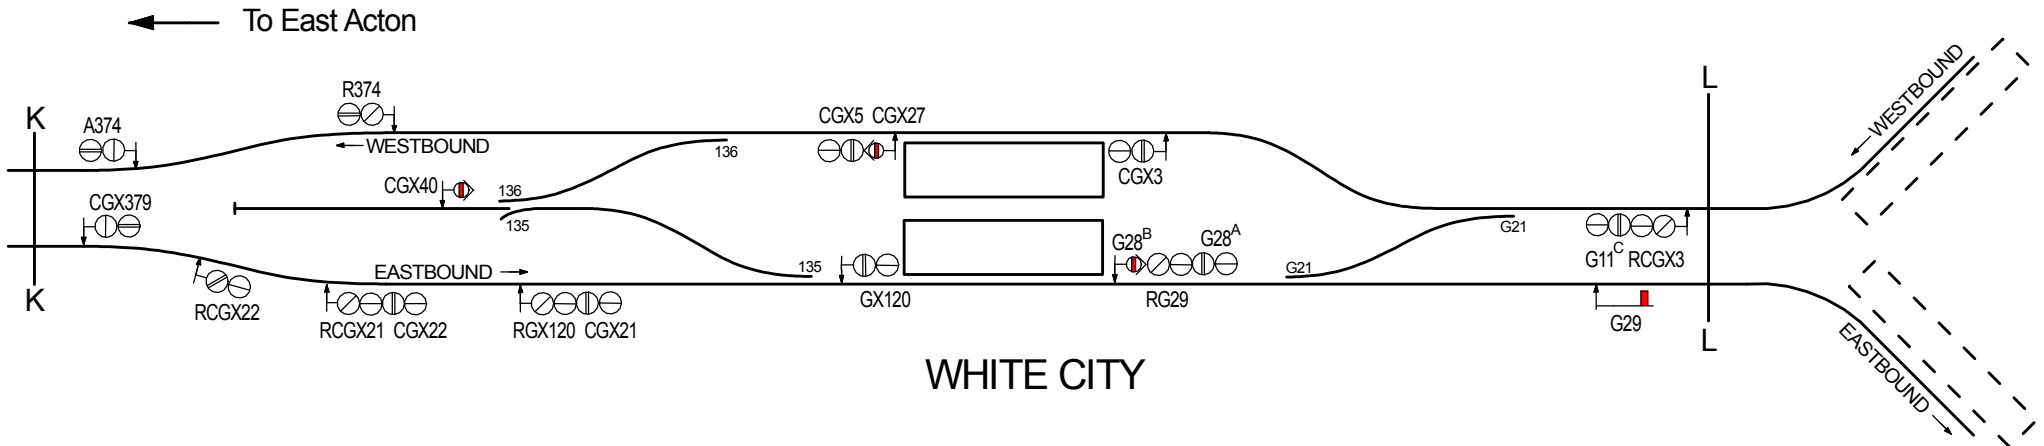 To East Acton
K
A374
R374
WESTBOUND
136
CGX5 CGX27
CGX3
L
WESTBOUND
CGX40
136
135
CGX379
G21
G11C RCGX3
EASTBOUND
135
G28B
G28A
G21
K
RCGX22
RCGX21 CGX22
RGX120 CGX21
GX120
RG29
G29
L
EASTBOUND
WHITE CITY